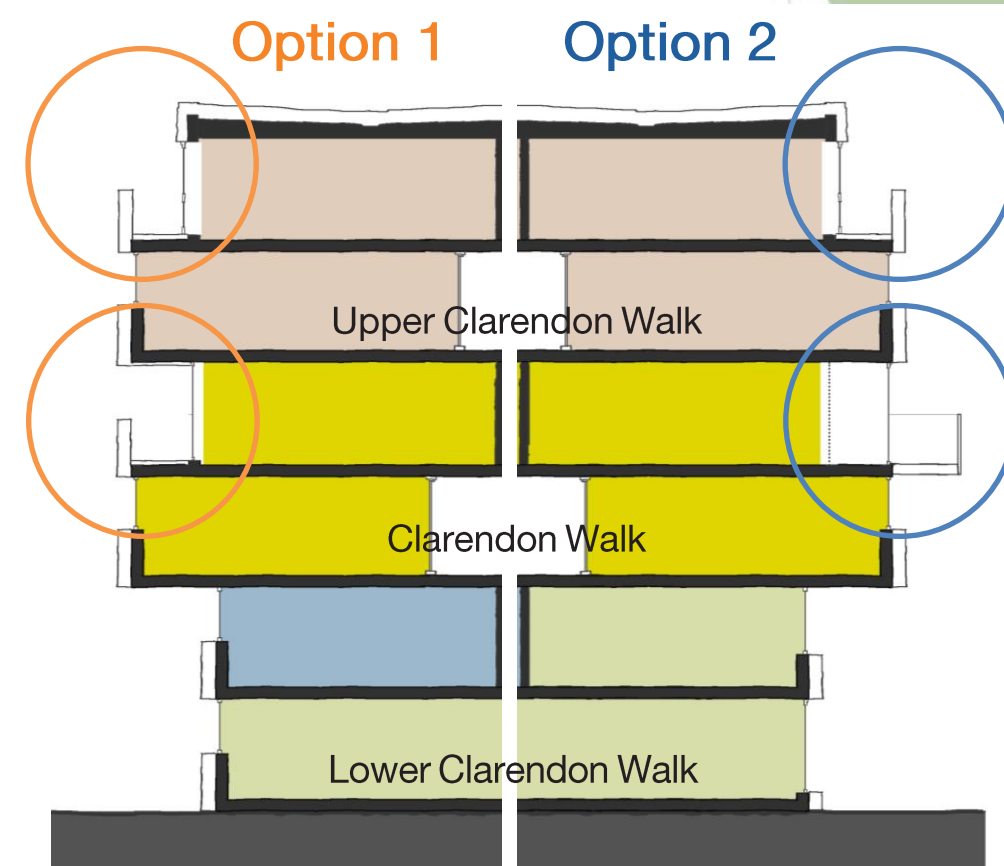 Option 1
Option 2
Upper Clarendon Walk
Clarendon Walk
Lower Clarendon Walk